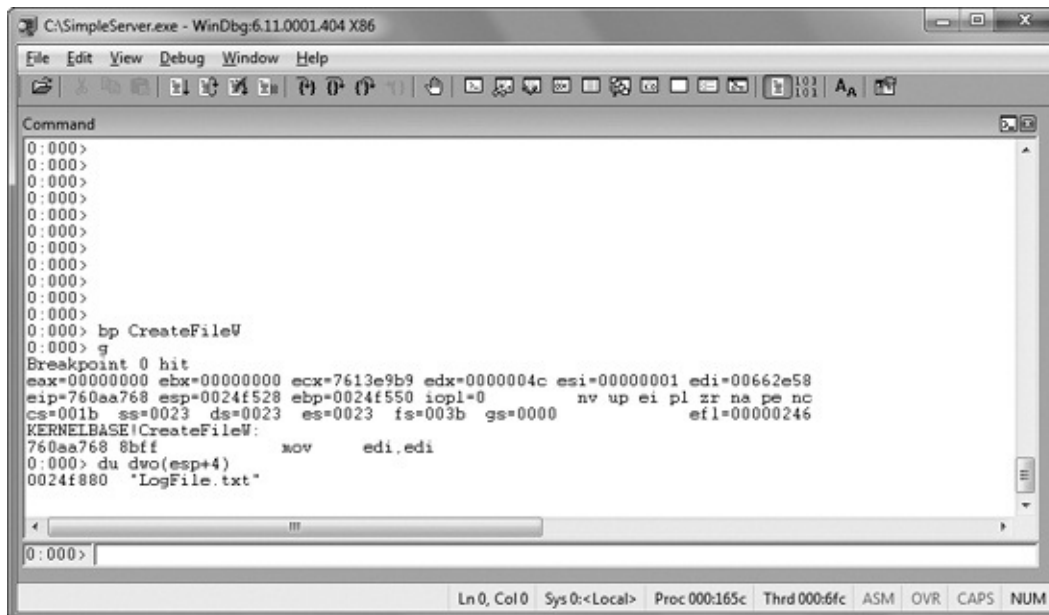 C:\SimpleServer.exe - WinDbg:6.11.0001.404 X86
File Edit View Debug Window Help
Command
0:000>
0:000>
0:000>
0:000>
0:000>
0:000>
0:000>
0:000>
0:000>
0:000>
0:000>
0:000> bp CreateFileW
0:000> g
Breakpoint 0 hit
eax=00000000 ebx=00000000 ecx=7613e9b9 edx=0000004c esi=00000001 edi=00662e58
eip=760aa768 esp=0024f528 ebp=0024f550 iopl=0 nv up ei pl zr na pe nc
cs=001b ss=0023 ds=0023 es=0023 fs=003b gs=0000 efl=00000246
KERNELBASE!CreateFileW:
760aa768 8bff mov edi,edi
0:000> du dwo(esp+4)
0024f880 "LogFile.txt"
0:000>
Ln 0, Col 0 Sys 0:<Local> Proc 000:165c Thrd 000:6fc ASM OVR CAPS NUM